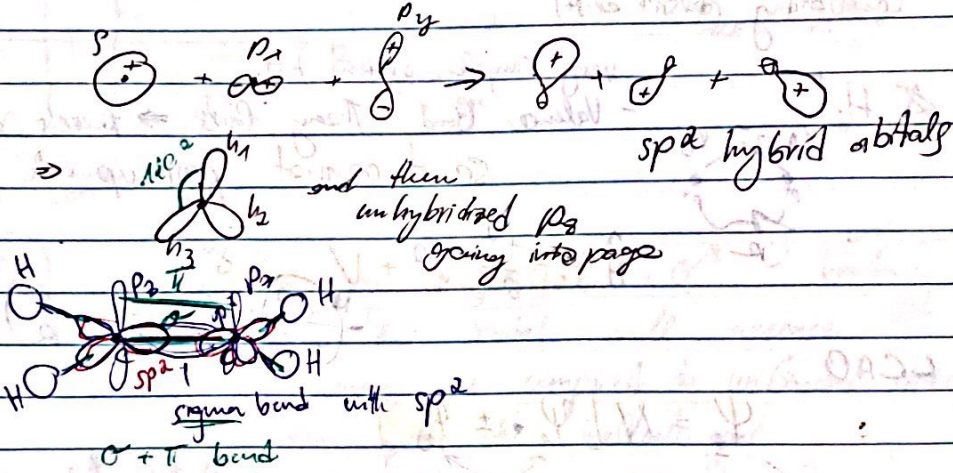 s + px + py ⇒ + +
sp² hybrid orbitals
⇒ 120° h1 h2 h3
and then
unhybridized pz
going into page
H pz π pz H
σ
H sp² H
sigma bond with sp²
σ + π bond
LCAO